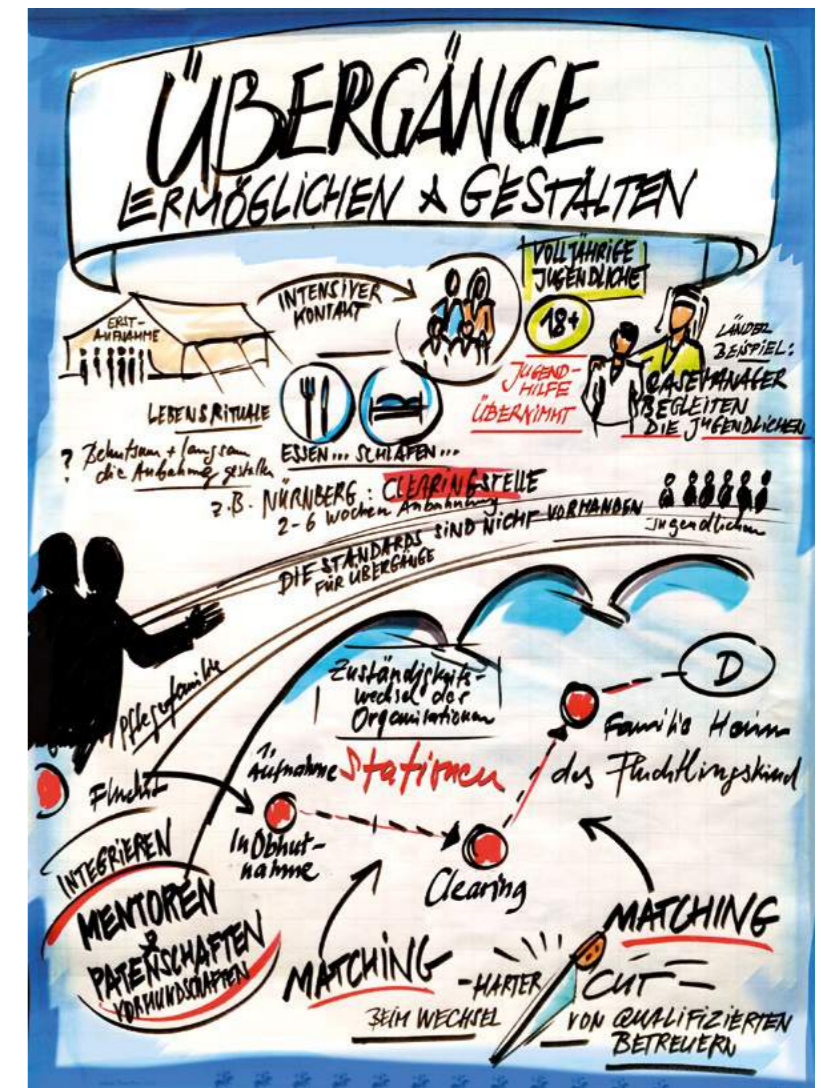 ÜBERGÄNGE
ERMÖGLICHEN & GESTALTEN
ERST-
AUFNAHME
INTENSIVER
KONTAKT
VOLLJÄHRIGE
JUGENDLICHE
18+
JUGEND-
HILFE
ÜBERNIMMT
LÄNDER
BEISPIEL:
CASEMANAGER
BEGLEITEN
DIE JUGENDLICHEN
LEBENSRITUALE
ESSEN... SCHLAFEN...
? Behutsam + langsam
die Anbahnung gestalten
z.B. NÜRNBERG: CLEARINGSTELLE
2-6 Wochen Anbahnung
Jugendlichen
DIE STANDARDS SIND NICHT VORHANDEN
FÜR ÜBERGÄNGE
Pflegefamilie
Zuständigkeits-
wechsel der
Organisationen
D
Familie Heim
des Fluchtlingskind
1.
Aufnahme
Stationen
Flucht
InObhut-
nahme
Clearing
INTEGRIEREN
MENTOREN
&
PATENSCHAFTEN
VORMUNDSCHAFTEN
MATCHING
BEIM WECHSEL
MATCHING
-HARTER CUT-
VON QUALIFIZIERTEN
BETREUERN